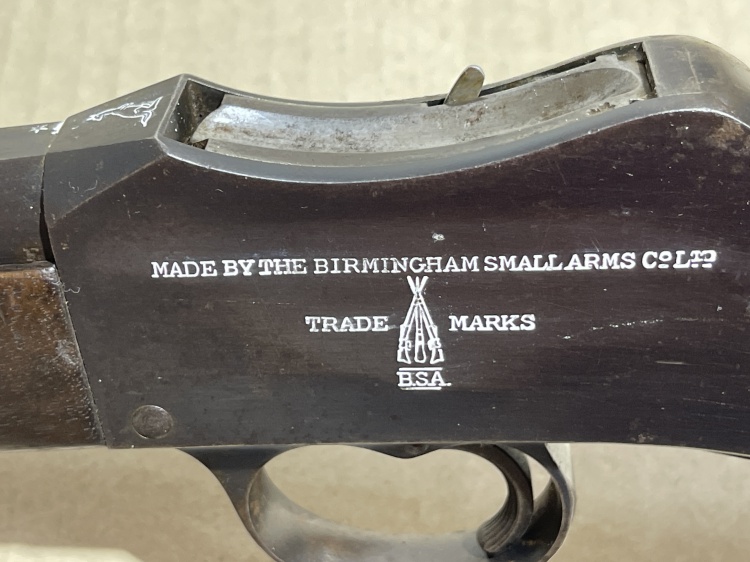 MADE BY THE BIRMINGHAM SMALL ARMS CO LTD
TRADE MARKS
B.S.A.